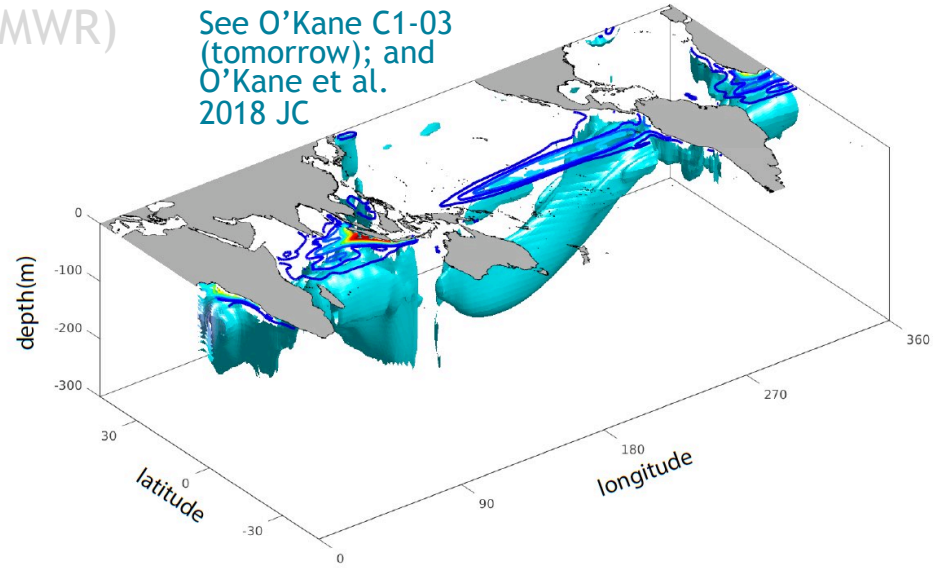 MWR)
See O’Kane C1-03
(tomorrow); and
O’Kane et al.
2018 JC
0
-100
-200
-300
depth(m)
30
0
-30
latitude
0
90
180
270
360
longitude